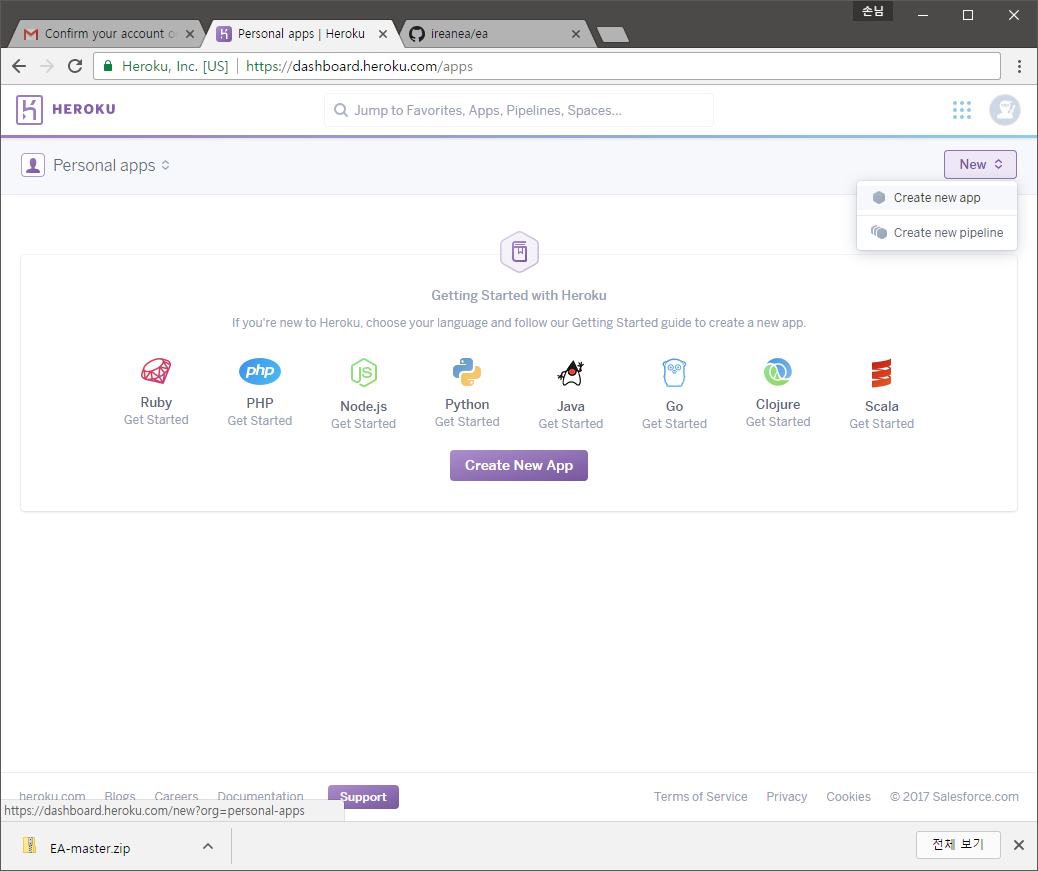 손님
Confirm your account o
Personal apps | Heroku
ireanea/ea
Heroku, Inc. [US]
https://dashboard.heroku.com/apps
HEROKU
Jump to Favorites, Apps, Pipelines, Spaces...
Personal apps
New
Create new app
Create new pipeline
Getting Started with Heroku
If you're new to Heroku, choose your language and follow our Getting Started guide to create a new app.
php
JS
Ruby PHP Node.js Python Java Go Clojure Scala
Get Started Get Started Get Started Get Started Get Started Get Started Get Started Get Started
Create New App
heroku.com Blogs Careers Documentation Support Terms of Service Privacy Cookies © 2017 Salesforce.com
https://dashboard.heroku.com/new?org=personal-apps
EA-master.zip
전체 보기